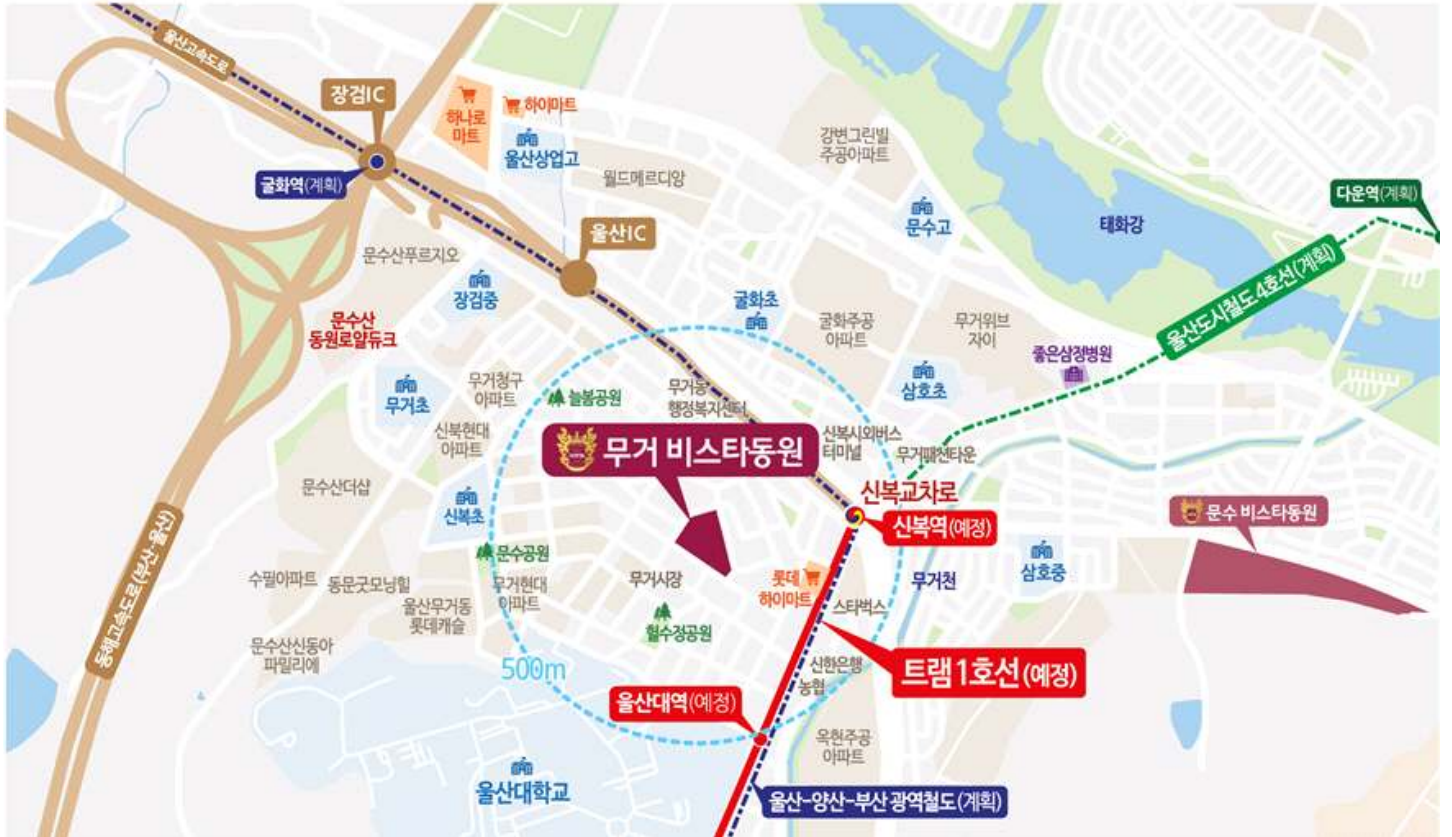 울산고속도로
장검IC
하나로
마트
하이마트
울산상업고
강변그린빌
주공아파트
굴화역(계획)
월드메르디앙
다운역(계획)
문수고
태화강
울산IC
문수산푸르지오
장검중
울산도시철도 4호선(계획)
굴화초
문수산
동원로얄듀크
굴화주공
아파트
무거위브
자이
좋은삼정병원
무거초
무거청구
아파트
늘봄공원
무거동
행정복지센터
삼호초
신북현대
아파트
무거 비스타동원
신복시외버스
터미널
무거패션타운
문수산더샵
신복초
신복교차로
신복역(예정)
문수 비스타동원
문수공원
삼호중
수필아파트
동문굿모닝힐
무거현대
아파트
무거시장
롯데
하이마트
무거천
울산무거동
롯데캐슬
헐수정공원
스타벅스
동해고속도로(부산-울산)
문수산신동아
파밀리에
500m
신한은행
농협
트램 1호선(예정)
울산대역(예정)
옥현주공
아파트
울산대학교
울산-양산-부산 광역철도(계획)